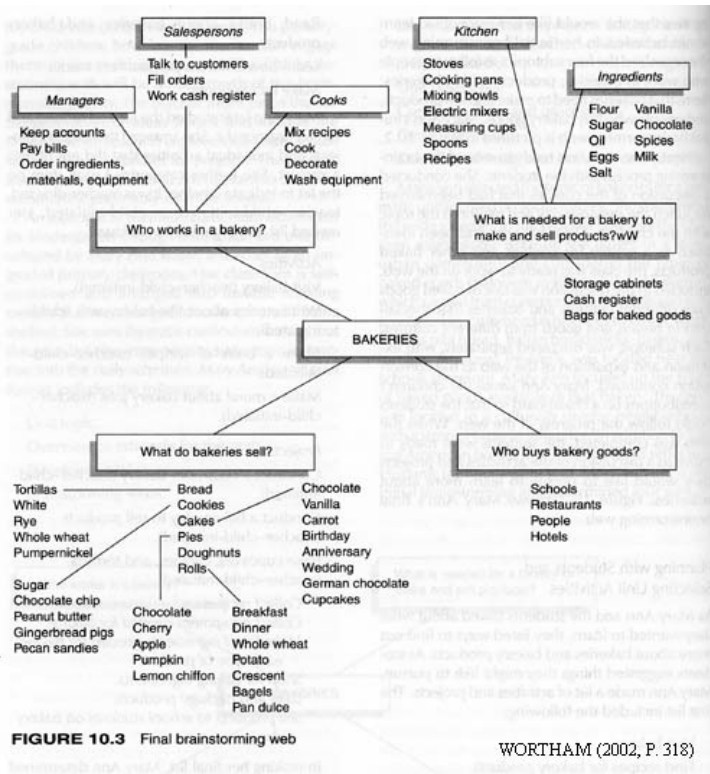 Salespersons
Talk to customers
Fill orders
Work cash register
Managers
Keep accounts
Pay bills
Order ingredients,
materials, equipment
Cooks
Mix recipes
Cook
Decorate
Wash equipment
Who works in a bakery?
Kitchen
Stoves
Cooking pans
Mixing bowls
Electric mixers
Measuring cups
Spoons
Recipes
Ingredients
Flour Vanilla
Sugar Chocolate
Oil Spices
Eggs Milk
Salt
What is needed for a bakery to
make and sell products?wW
Storage cabinets
Cash register
Bags for baked goods
BAKERIES
What do bakeries sell?
Tortillas
White
Rye
Whole wheat
Pumpernickel
Sugar
Chocolate chip
Peanut butter
Gingerbread pigs
Pecan sandies
Bread
Cookies
Cakes
Pies
Doughnuts
Rolls
Chocolate
Vanilla
Carrot
Birthday
Anniversary
Wedding
German chocolate
Cupcakes
Chocolate
Cherry
Apple
Pumpkin
Lemon chiffon
Breakfast
Dinner
Whole wheat
Potato
Crescent
Bagels
Pan dulce
Who buys bakery goods?
Schools
Restaurants
People
Hotels
FIGURE 10.3 Final brainstorming web
WORTHAM (2002, P. 318)